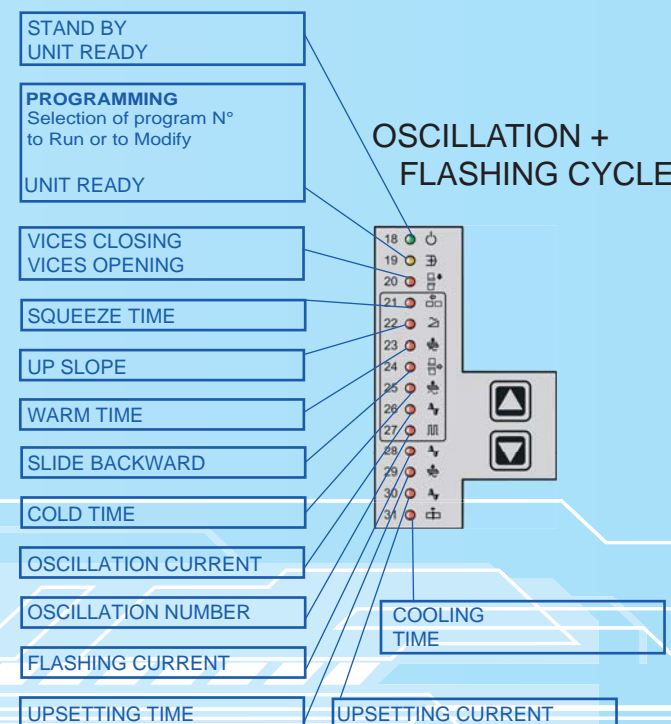 STAND BY
UNIT READY
PROGRAMMING
Selection of program N°
to Run or to Modify
UNIT READY
OSCILLATION +
FLASHING CYCLE
VICES CLOSING
VICES OPENING
SQUEEZE TIME
UP SLOPE
WARM TIME
SLIDE BACKWARD
COLD TIME
OSCILLATION CURRENT
OSCILLATION NUMBER
FLASHING CURRENT
UPSETTING TIME
18
19
20
21
22
23
24
25
26
27
28
29
30
31
COOLING
TIME
UPSETTING CURRENT